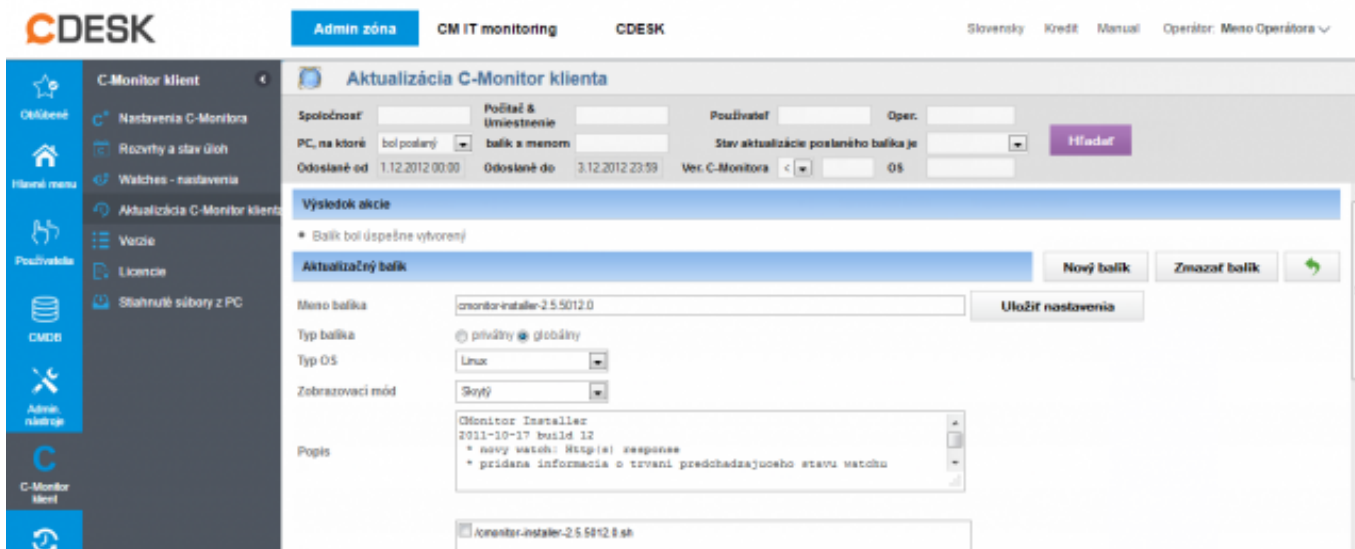 CDESK
Admin zóna CM IT monitoring CDESK
Slovensky Kredit Manual Operátor: Meno Operátora
Obľúbené
Hlavné menu
Používatelia
CMDB
Admin. nástroje
C-Monitor klient
C-Monitor klient
Nastavenia C-Monitora
Rozvrhy a stav úloh
Watches - nastavenia
Aktualizácia C-Monitor klienta
Verzie
Licencie
Stiahnuté súbory z PC
Aktualizácia C-Monitor klienta
Spoločnosť Počítač & Umiestnenie Používateľ Oper.
PC, na ktoré bol poslaný balík s menom Stav aktualizácie poslaného balíka je
Hľadať
Odoslané od 1.12.2012 00:00 Odoslané do 3.12.2012 23:59 Ver. C-Monitora < OS
Výsledok akcie
Balík bol úspešne vytvorený
Aktualizačný balík Nový balík Zmazať balík
Meno balíka cmonitor-installer-2.5.5012.0 Uložiť nastavenia
Typ balíka privátny globálny
Typ OS Linux
Zobrazovací mód Skrytý
Popis
CMonitor Installer
2011-10-17 build 12
* novy watch: Http(s) response
* pridana informacia o trvani predchadzajuceho stavu watchu
/cmonitor-installer-2.5.5012.0.sh